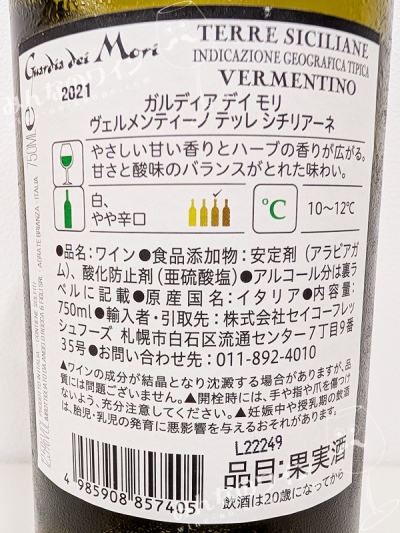 Guardia dei Mori
TERRE SICILIANE
INDICAZIONE GEOGRAFICA TIPICA
VERMENTINO
2021
ガルディア デイ モリ
ヴェルメンティーノ テッレ シチリアーネ
やさしい甘い香りとハーブの香りが広がる。
甘さと酸味のバランスがとれた味わい。
白、
やや辛口
℃
10〜12℃
●品名:ワイン●食品添加物:安定剤(アラビアガ
ム)、酸化防止剤(亜硫酸塩)●アルコール分は裏ラ
ベルに記載●原産国名:イタリア●内容量:
750ml●輸入者・引取先:株式会社セイコーフレッ
シュフーズ 札幌市白石区流通センター7丁目9番
35号●お問い合わせ先:011-892-4010
▲ワインの成分が結晶となり沈澱する場合がありますが、品
質には問題ございません。▲開栓時には、手や指や爪を傷つけ
ないよう、充分注意してください。▲妊娠中や授乳期の飲酒
は、胎児・乳児の発育に悪影響を与えるおそれがあります。
L22249
品目:果実酒
飲酒は20歳になってから
4 985908 857405
750ML e